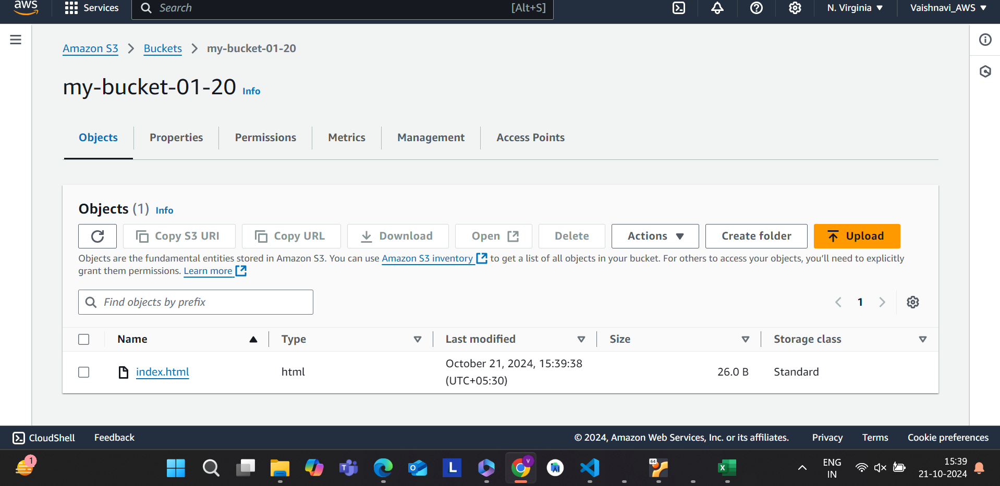 aws Services Search [Alt+S] N. Virginia Vaishnavi_AWS
Amazon S3 Buckets my-bucket-01-20
my-bucket-01-20 Info
Objects Properties Permissions Metrics Management Access Points
Objects (1) Info
Copy S3 URI Copy URL Download Open Delete Actions Create folder Upload
Objects are the fundamental entities stored in Amazon S3. You can use Amazon S3 inventory to get a list of all objects in your bucket. For others to access your objects, you’ll need to explicitly
grant them permissions. Learn more
Find objects by prefix 1
Name Type Last modified Size Storage class
index.html html October 21, 2024, 15:39:38 26.0 B Standard
(UTC+05:30)
CloudShell Feedback © 2024, Amazon Web Services, Inc. or its affiliates. Privacy Terms Cookie preferences
1 L V 64 ENG 15:39
IN 21-10-2024